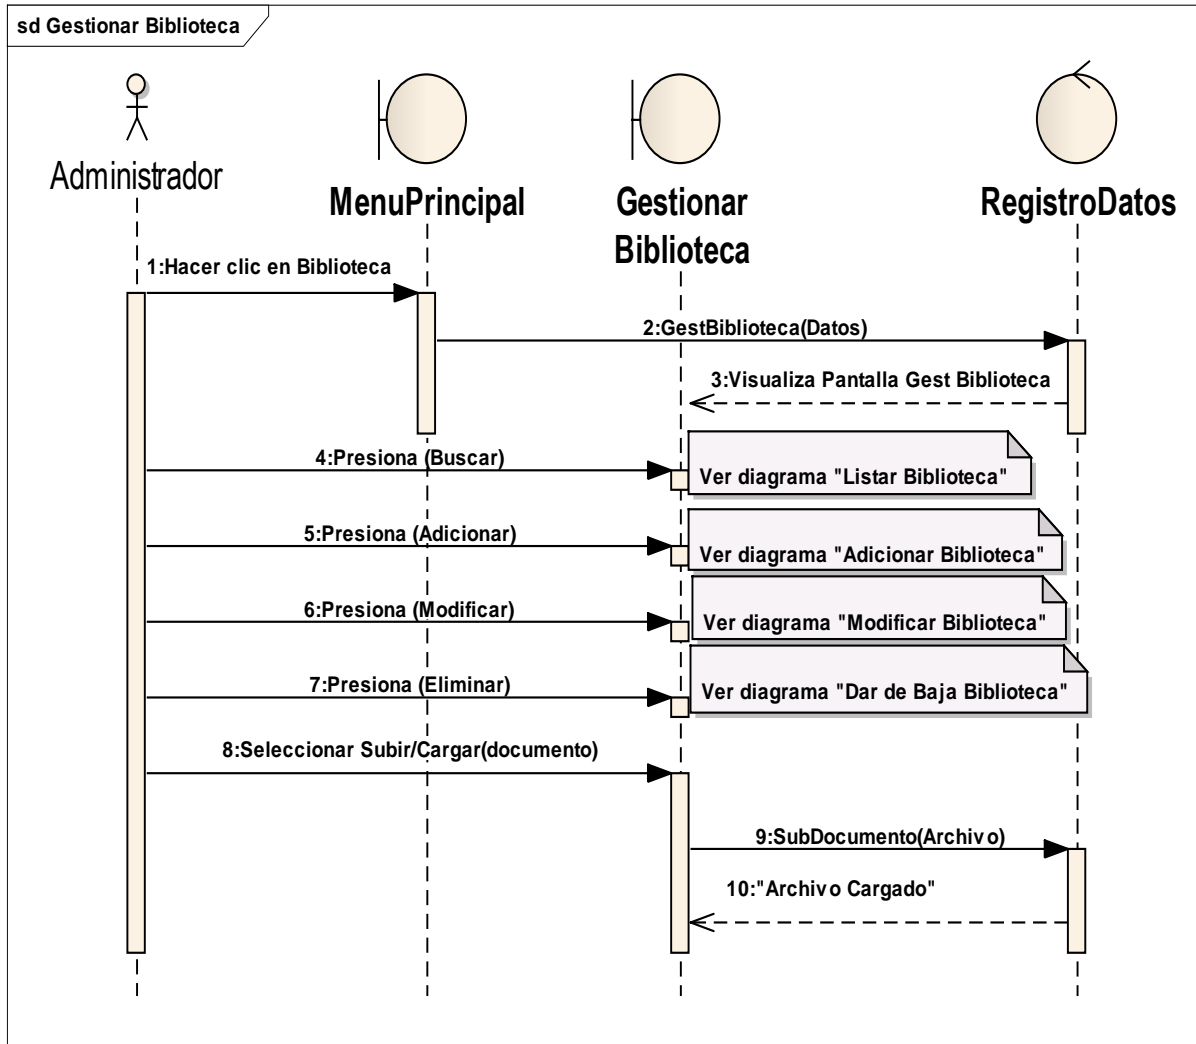 sd Gestionar Biblioteca
Administrador
MenuPrincipal
Gestionar
Biblioteca
RegistroDatos
1:Hacer clic en Biblioteca
2:GestBiblioteca(Datos)
3:Visualiza Pantalla Gest Biblioteca
4:Presiona (Buscar)
Ver diagrama "Listar Biblioteca"
5:Presiona (Adicionar)
Ver diagrama "Adicionar Biblioteca"
6:Presiona (Modificar)
Ver diagrama "Modificar Biblioteca"
7:Presiona (Eliminar)
Ver diagrama "Dar de Baja Biblioteca"
8:Seleccionar Subir/Cargar(documento)
9:SubDocumento(Archivo)
10:"Archivo Cargado"